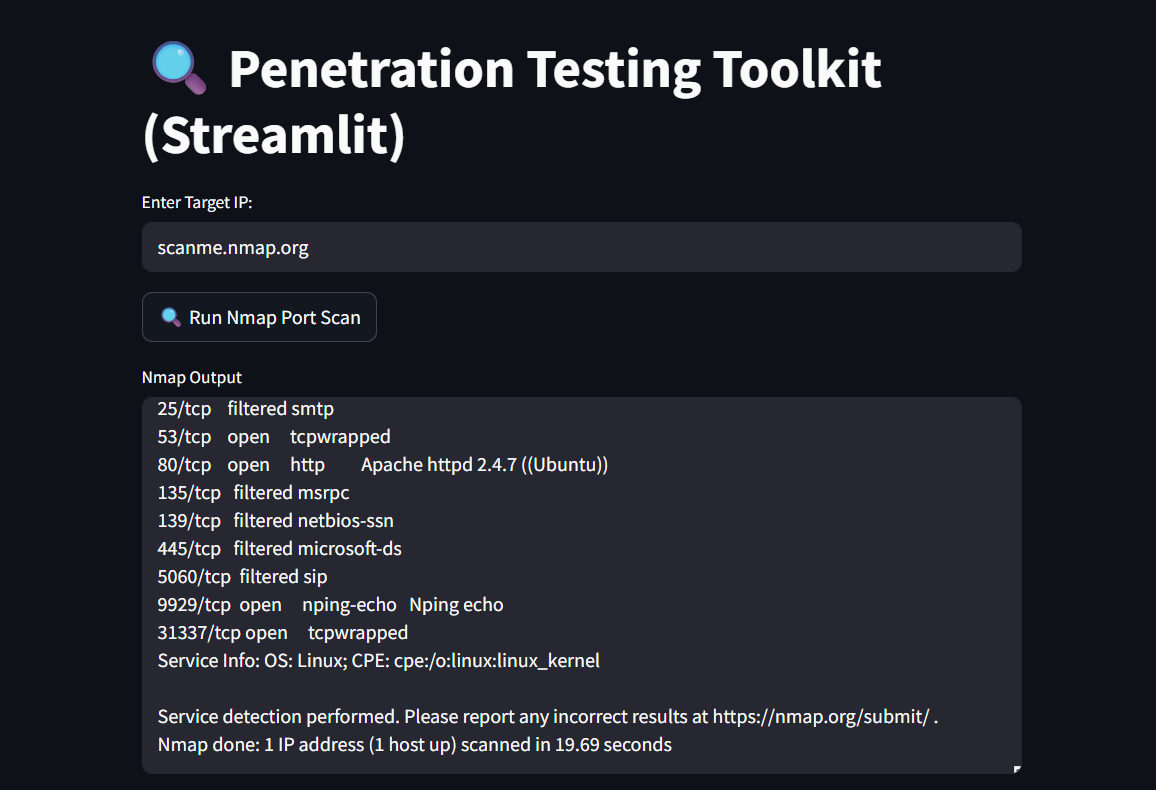 Penetration Testing Toolkit
(Streamlit)
Enter Target IP:
scanme.nmap.org
Run Nmap Port Scan
Nmap Output
25/tcp filtered smtp
53/tcp open tcpwrapped
80/tcp open http Apache httpd 2.4.7 ((Ubuntu))
135/tcp filtered msrpc
139/tcp filtered netbios-ssn
445/tcp filtered microsoft-ds
5060/tcp filtered sip
9929/tcp open nping-echo Nping echo
31337/tcp open tcpwrapped
Service Info: OS: Linux; CPE: cpe:/o:linux:linux_kernel
Service detection performed. Please report any incorrect results at https://nmap.org/submit/ .
Nmap done: 1 IP address (1 host up) scanned in 19.69 seconds